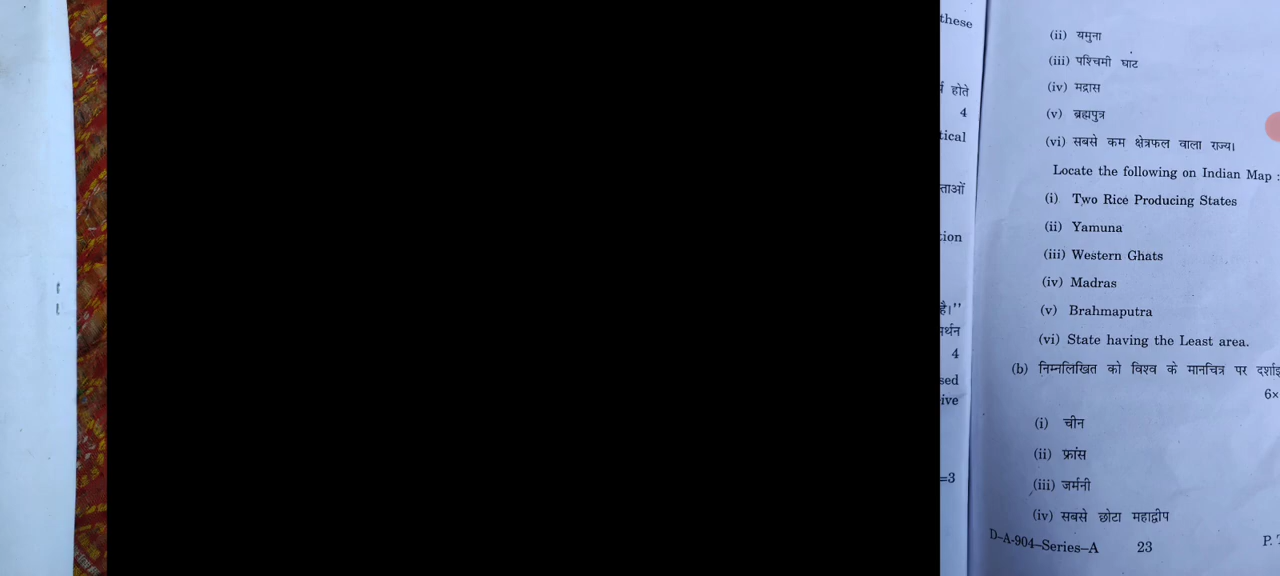 these
होते
4
tical
ताओं
tion
है।''
र्थन
4
sed
ive
=3
(ii) यमुना
(iii) पश्चिमी घाट
(iv) मद्रास
(v) ब्रह्मपुत्र
(vi) सबसे कम क्षेत्रफल वाला राज्य।
Locate the following on Indian Map :
(i) Two Rice Producing States
(ii) Yamuna
(iii) Western Ghats
(iv) Madras
(v) Brahmaputra
(vi) State having the Least area.
(b) निम्नलिखित को विश्व के मानचित्र पर
6×
(i) चीन
(ii) फ्रांस
(iii) जर्मनी
(iv) सबसे छोटा महाद्वीप
D–A-904–Series–A 23 P.